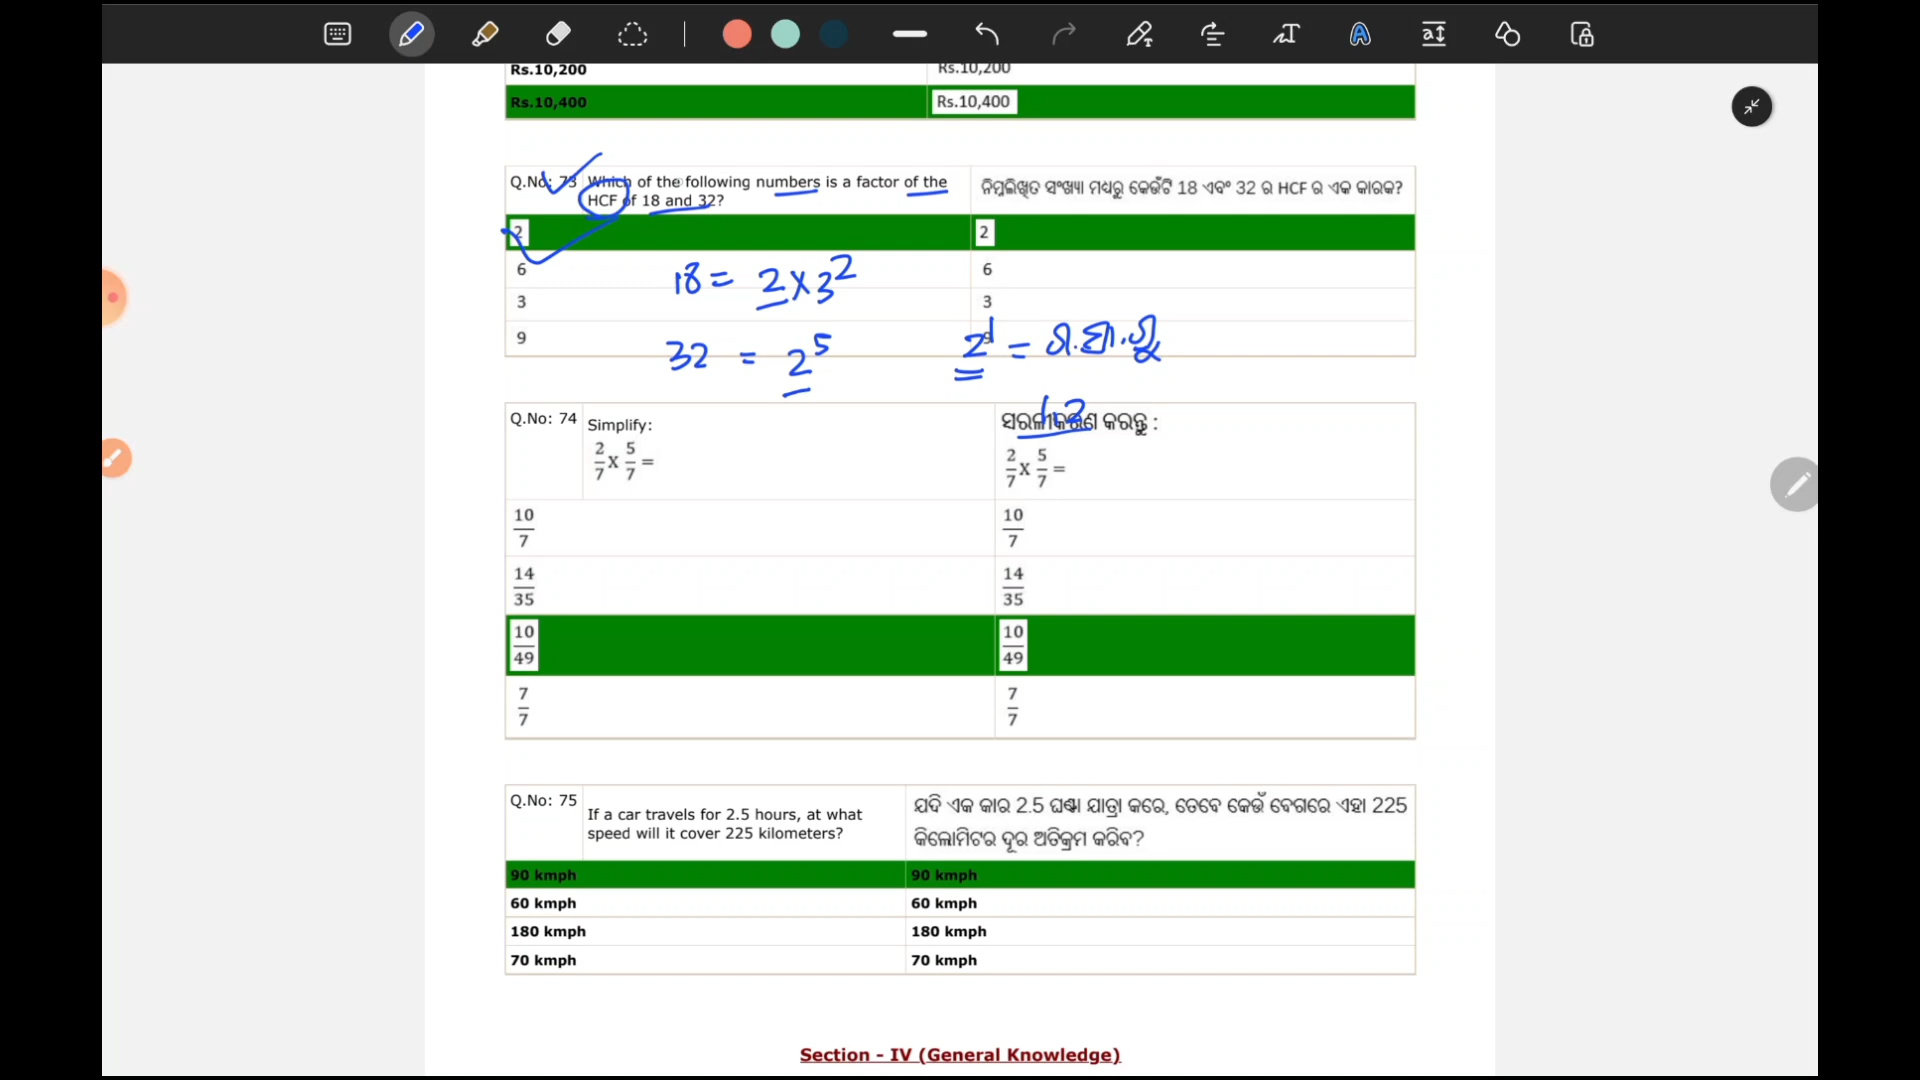 Rs.10,200 Rs.10,200
Rs.10,400 Rs.10,400
Q.No: 73 Which of the following numbers is a factor of the
HCF of 18 and 32?
ନିମ୍ନଲିଖିତ ସଂଖ୍ୟା ମଧ୍ୟରୁ କେଉଁଟି 18 ଏବଂ 32 ର HCF ର ଏକ କାରକ?
2 2
6 6
18 = 2 x 3²
3 3
9 9
32 = 2⁵ 2¹ = ଗ.ସା.ଗୁ
1,2
Q.No: 74 Simplify:
2/7 X 5/7 =
ସରଳୀକରଣ କରନ୍ତୁ :
2/7 X 5/7 =
10/7 10/7
14/35 14/35
10/49 10/49
7/7 7/7
Q.No: 75 If a car travels for 2.5 hours, at what
speed will it cover 225 kilometers?
ଯଦି ଏକ କାର 2.5 ଘଣ୍ଟା ଯାତ୍ରା କରେ, ତେବେ କେଉଁ ବେଗରେ ଏହା 225
କିଲୋମିଟର ଦୂର ଅତିକ୍ରମ କରିବ?
90 kmph 90 kmph
60 kmph 60 kmph
180 kmph 180 kmph
70 kmph 70 kmph
Section - IV (General Knowledge)